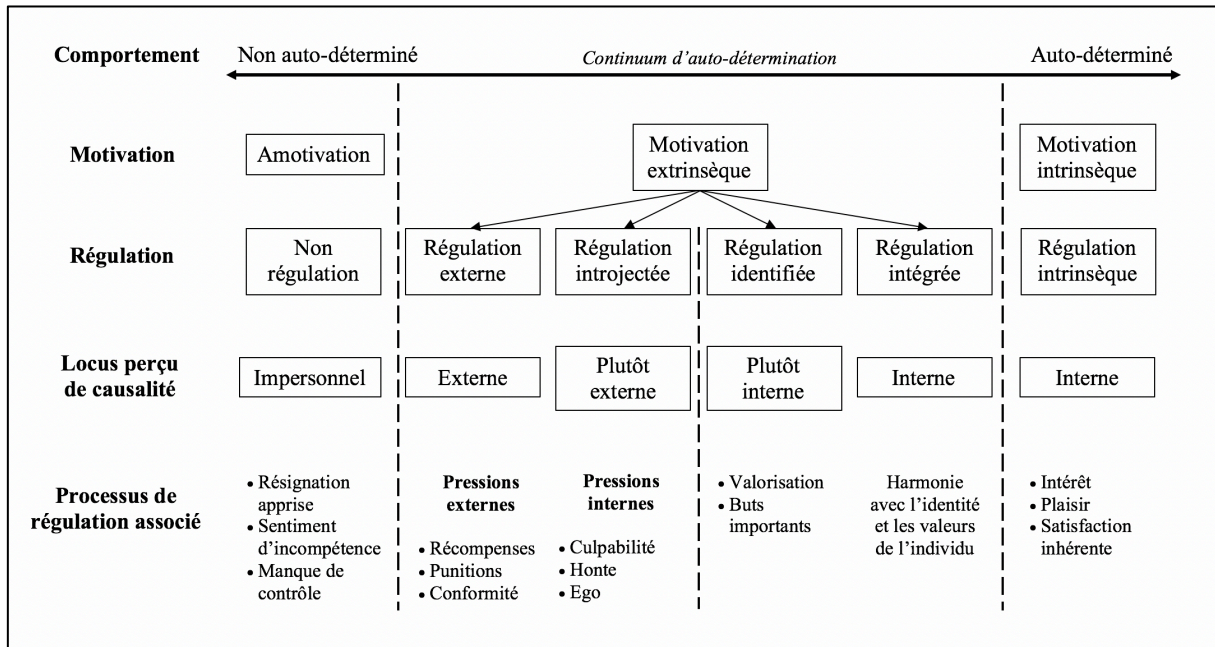 Comportement
Non auto-déterminé
Continuum d'auto-détermination
Auto-déterminé
Motivation
Amotivation
Motivation
extrinsèque
Motivation
intrinsèque
Régulation
Non
régulation
Régulation
externe
Régulation
introjectée
Régulation
identifiée
Régulation
intégrée
Régulation
intrinsèque
Locus perçu
de causalité
Impersonnel
Externe
Plutôt
externe
Plutôt
interne
Interne
Interne
Processus de
régulation associé
• Résignation
apprise
• Sentiment
d'incompétence
• Manque de
contrôle
Pressions
externes
• Récompenses
• Punitions
• Conformité
Pressions
internes
• Culpabilité
• Honte
• Ego
• Valorisation
• Buts
importants
Harmonie
avec l'identité
et les valeurs
de l'individu
• Intérêt
• Plaisir
• Satisfaction
inhérente